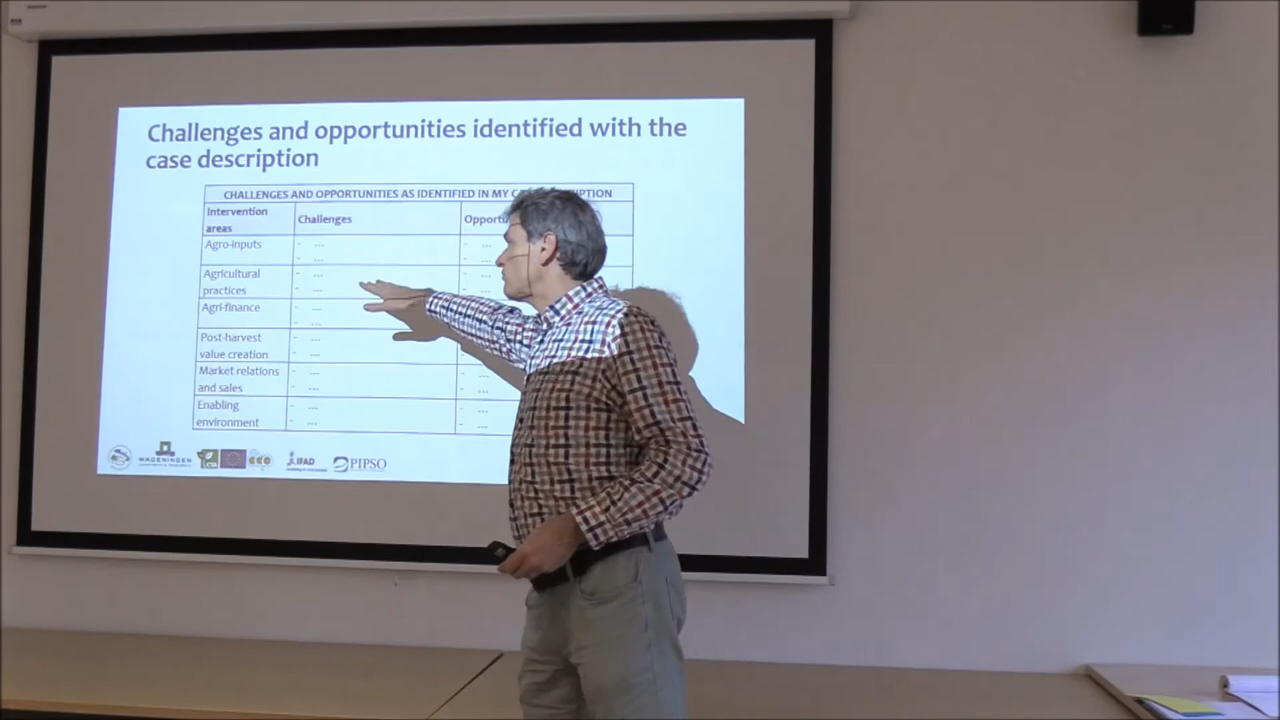 Challenges and opportunities identified with the
case description
CHALLENGES AND OPPORTUNITIES AS IDENTIFIED IN MY
Intervention
areas
Challenges
Agro-inputs
- ...
- ...
- ...
Agricultural
practices
- ...
- ...
- ...
Agri-finance
- ...
- ...
Post-harvest
value creation
- ...
- ...
Market relations
and sales
- ...
- ...
- ...
- ...
Enabling
environment
- ...
- ...
- ...
- ...
WAGENINGEN
CTA
IFAD
PIPSO